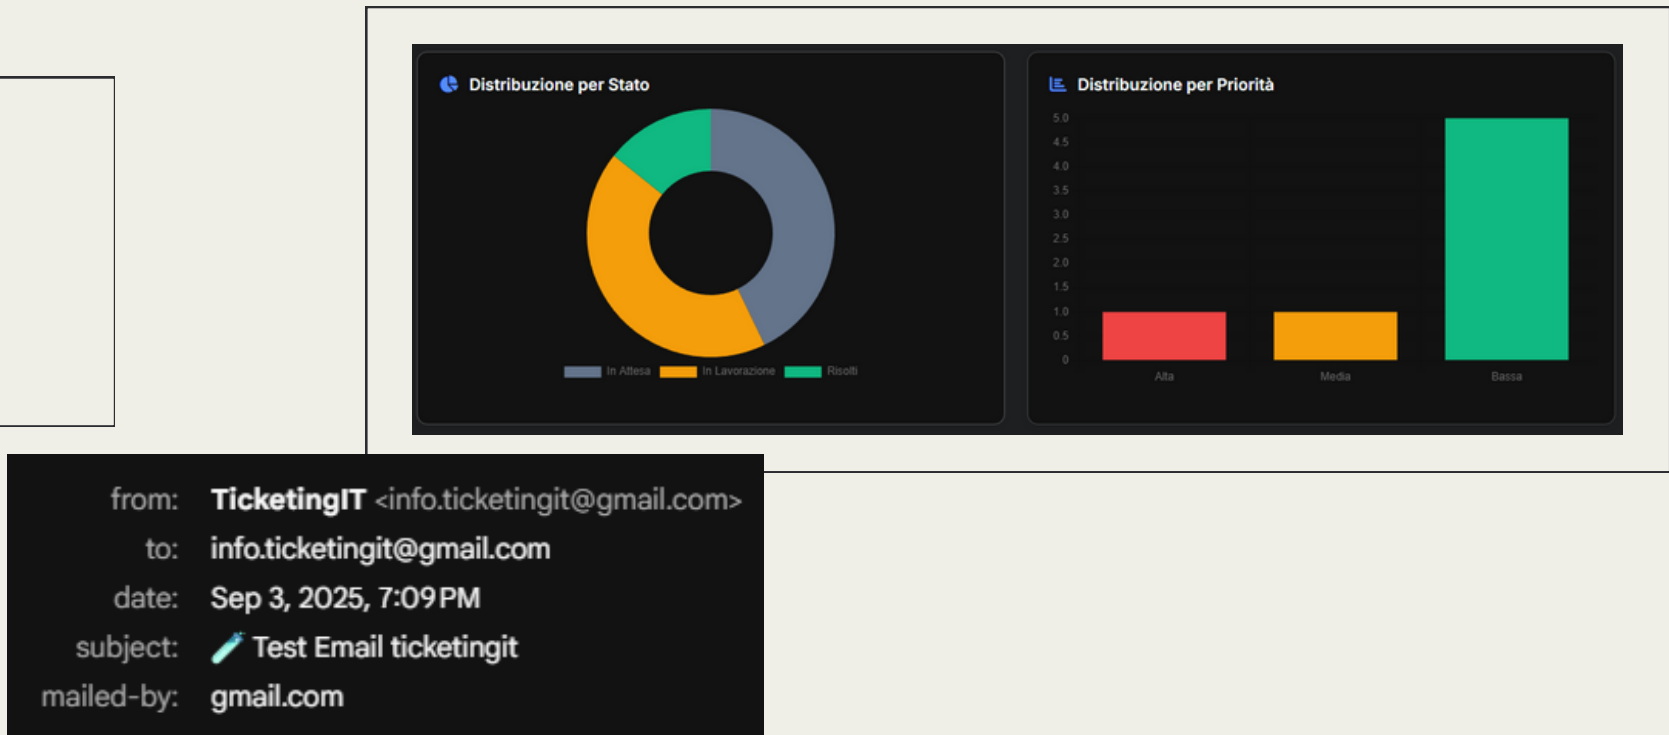 Distribuzione per Stato
In Attesa
In Lavorazione
Risolti
Distribuzione per Priorità
5.0
4.5
4.0
3.5
3.0
2.5
2.0
1.5
1.0
0.5
0
Alta
Media
Bassa
from: TicketingIT <info.ticketingit@gmail.com>
to: info.ticketingit@gmail.com
date: Sep 3, 2025, 7:09 PM
subject: 🧪 Test Email ticketingit
mailed-by: gmail.com